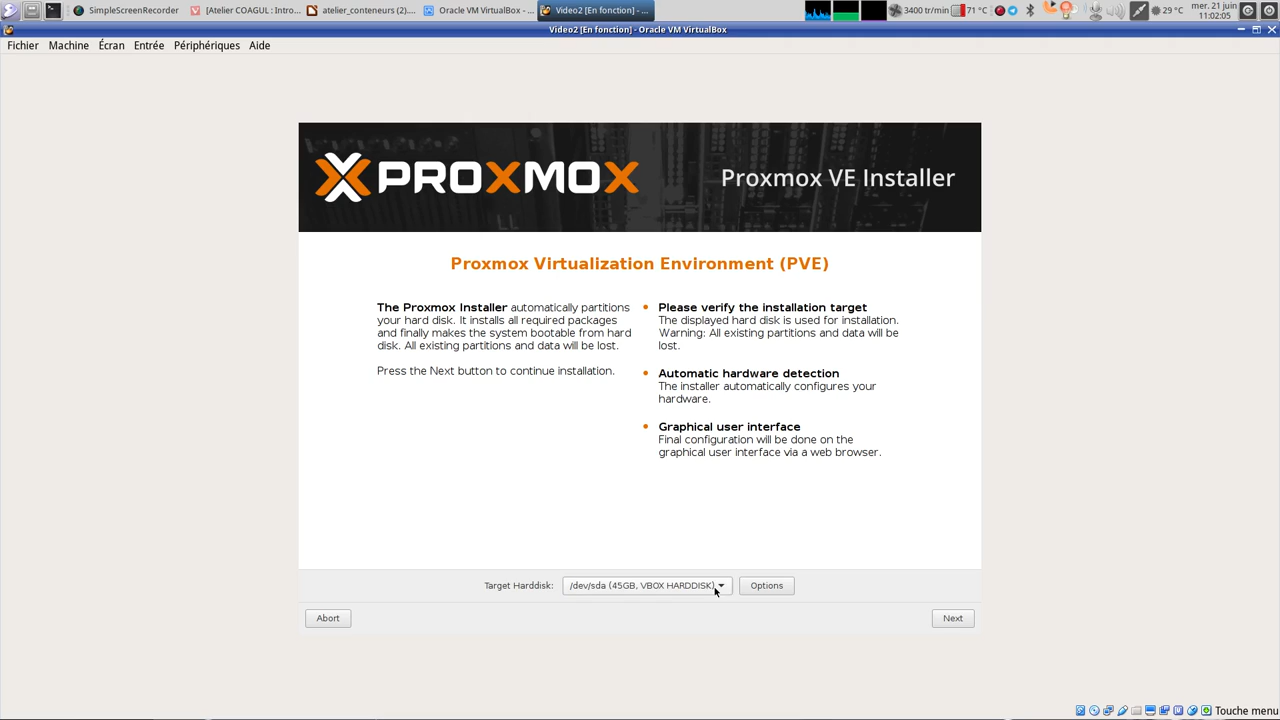 SimpleScreenRecorder
[Atelier COAGUL: Intro...
atelier_conteneurs (2)....
Oracle VM VirtualBox - ...
Video2 [En fonction] - ...
3400 tr/min
71 °C
29 °C
mer. 21 juin
11:02:05
Video2 [En fonction] - Oracle VM VirtualBox
Fichier Machine Écran Entrée Périphériques Aide
PROXMOX
Proxmox VE Installer
Proxmox Virtualization Environment (PVE)
The Proxmox Installer automatically partitions
your hard disk. It installs all required packages
and finally makes the system bootable from hard
disk. All existing partitions and data will be lost.
Press the Next button to continue installation.
Please verify the installation target
The displayed hard disk is used for installation.
Warning: All existing partitions and data will be
lost.
Automatic hardware detection
The installer automatically configures your
hardware.
Graphical user interface
Final configuration will be done on the
graphical user interface via a web browser.
Target Harddisk: /dev/sda (45GB, VBOX HARDDISK) Options
Abort Next
Touche menu